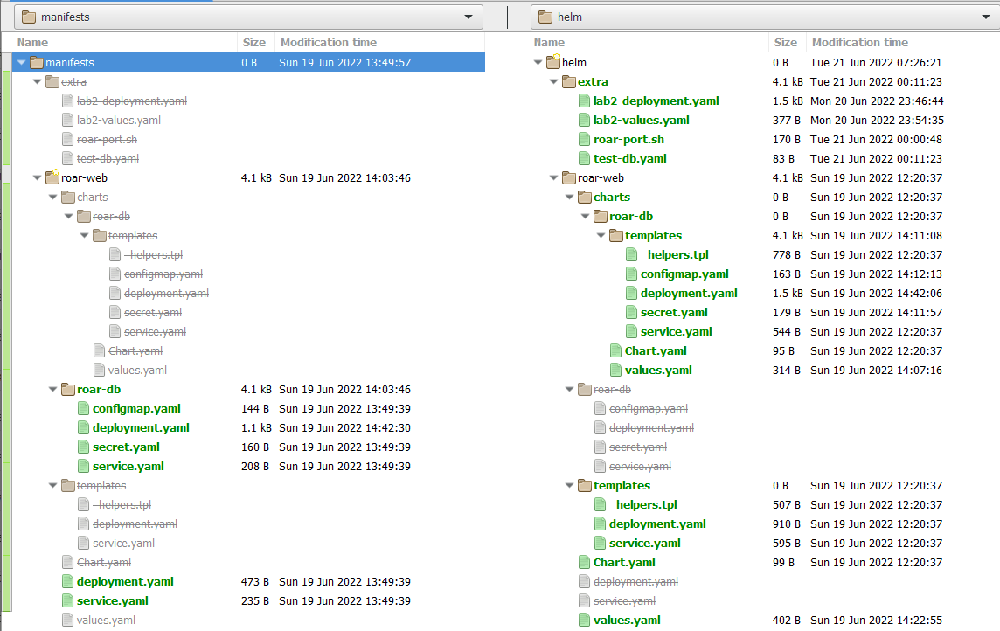 manifests helm
Name Size Modification time Name Size Modification time
manifests 0 B Sun 19 Jun 2022 13:49:57 helm 0 B Tue 21 Jun 2022 07:26:21
extra extra 4.1 kB Tue 21 Jun 2022 00:11:23
lab2-deployment.yaml lab2-deployment.yaml 1.5 kB Mon 20 Jun 2022 23:46:44
lab2-values.yaml lab2-values.yaml 377 B Mon 20 Jun 2022 23:54:35
roar-port.sh roar-port.sh 170 B Tue 21 Jun 2022 00:00:48
test-db.yaml test-db.yaml 83 B Tue 21 Jun 2022 00:11:23
roar-web 4.1 kB Sun 19 Jun 2022 14:03:46 roar-web 4.1 kB Sun 19 Jun 2022 12:20:37
charts charts 0 B Sun 19 Jun 2022 12:20:37
roar-db roar-db 0 B Sun 19 Jun 2022 12:20:37
templates templates 4.1 kB Sun 19 Jun 2022 14:11:08
_helpers.tpl _helpers.tpl 778 B Sun 19 Jun 2022 12:20:37
configmap.yaml configmap.yaml 163 B Sun 19 Jun 2022 14:12:13
deployment.yaml deployment.yaml 1.5 kB Sun 19 Jun 2022 14:42:06
secret.yaml secret.yaml 179 B Sun 19 Jun 2022 14:11:57
service.yaml service.yaml 544 B Sun 19 Jun 2022 12:20:37
Chart.yaml Chart.yaml 95 B Sun 19 Jun 2022 12:20:37
values.yaml values.yaml 314 B Sun 19 Jun 2022 14:07:16
roar-db 4.1 kB Sun 19 Jun 2022 14:03:46 roar-db
configmap.yaml 144 B Sun 19 Jun 2022 13:49:39 configmap.yaml
deployment.yaml 1.1 kB Sun 19 Jun 2022 14:42:30 deployment.yaml
secret.yaml 160 B Sun 19 Jun 2022 13:49:39 secret.yaml
service.yaml 208 B Sun 19 Jun 2022 13:49:39 service.yaml
templates templates 0 B Sun 19 Jun 2022 12:20:37
_helpers.tpl _helpers.tpl 507 B Sun 19 Jun 2022 12:20:37
deployment.yaml deployment.yaml 910 B Sun 19 Jun 2022 12:20:37
service.yaml service.yaml 595 B Sun 19 Jun 2022 12:20:37
Chart.yaml Chart.yaml 99 B Sun 19 Jun 2022 12:20:37
deployment.yaml 473 B Sun 19 Jun 2022 13:49:39 deployment.yaml
service.yaml 235 B Sun 19 Jun 2022 13:49:39 service.yaml
values.yaml values.yaml 402 B Sun 19 Jun 2022 14:22:55